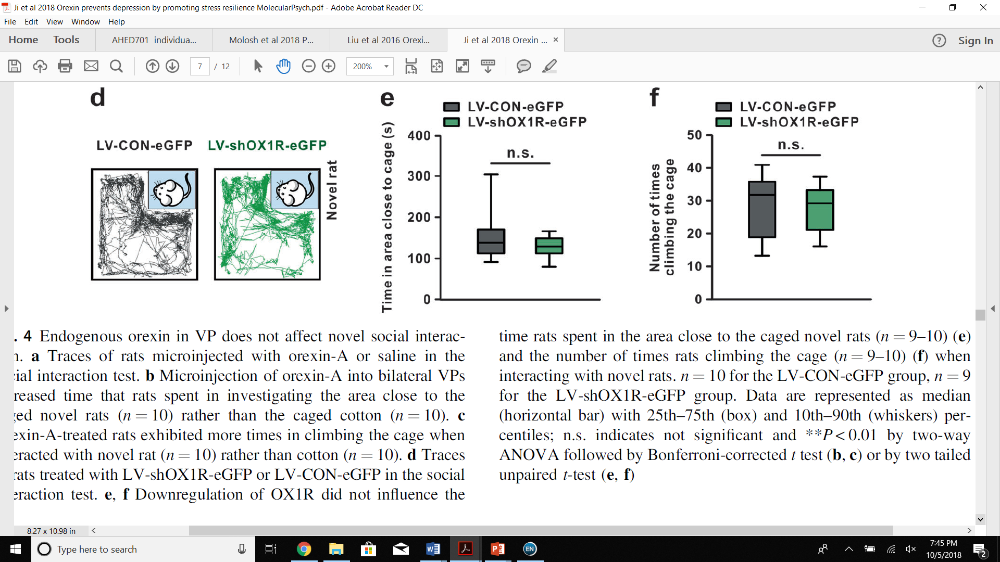 Ji et al 2018 Orexin prevents depression by promoting stress resilience MolecularPsych.pdf - Adobe Acrobat Reader DC
File Edit View Window Help
Home Tools AHED701 individua... Molosh et al 2018 P... Liu et al 2016 Orexi... Ji et al 2018 Orexin ... ×
? Sign In
7 / 12 200%
d
LV-CON-eGFP LV-shOX1R-eGFP
Novel rat
e
LV-CON-eGFP
LV-shOX1R-eGFP
Time in area close to cage (s)
400
300
200
100
0
n.s.
f
LV-CON-eGFP
LV-shOX1R-eGFP
Number of times
climbing the cage
50
40
30
20
10
0
n.s.
. 4 Endogenous orexin in VP does not affect novel social interac-
n. a Traces of rats microinjected with orexin-A or saline in the
cial interaction test. b Microinjection of orexin-A into bilateral VPs
reased time that rats spent in investigating the area close to the
ged novel rats (n = 10) rather than the caged cotton (n = 10). c
exin-A-treated rats exhibited more times in climbing the cage when
eracted with novel rat (n = 10) rather than cotton (n = 10). d Traces
rats treated with LV-shOX1R-eGFP or LV-CON-eGFP in the social
eraction test. e, f Downregulation of OX1R did not influence the
time rats spent in the area close to the caged novel rats (n = 9–10) (e)
and the number of times rats climbing the cage (n = 9–10) (f) when
interacting with novel rats. n = 10 for the LV-CON-eGFP group, n = 9
for the LV-shOX1R-eGFP group. Data are represented as median
(horizontal bar) with 25th–75th (box) and 10th–90th (whiskers) per-
centiles; n.s. indicates not significant and **P < 0.01 by two-way
ANOVA followed by Bonferroni-corrected t test (b, c) or by two tailed
unpaired t-test (e, f)
8.27 x 10.98 in
Type here to search
EN
7:45 PM
10/5/2018
2